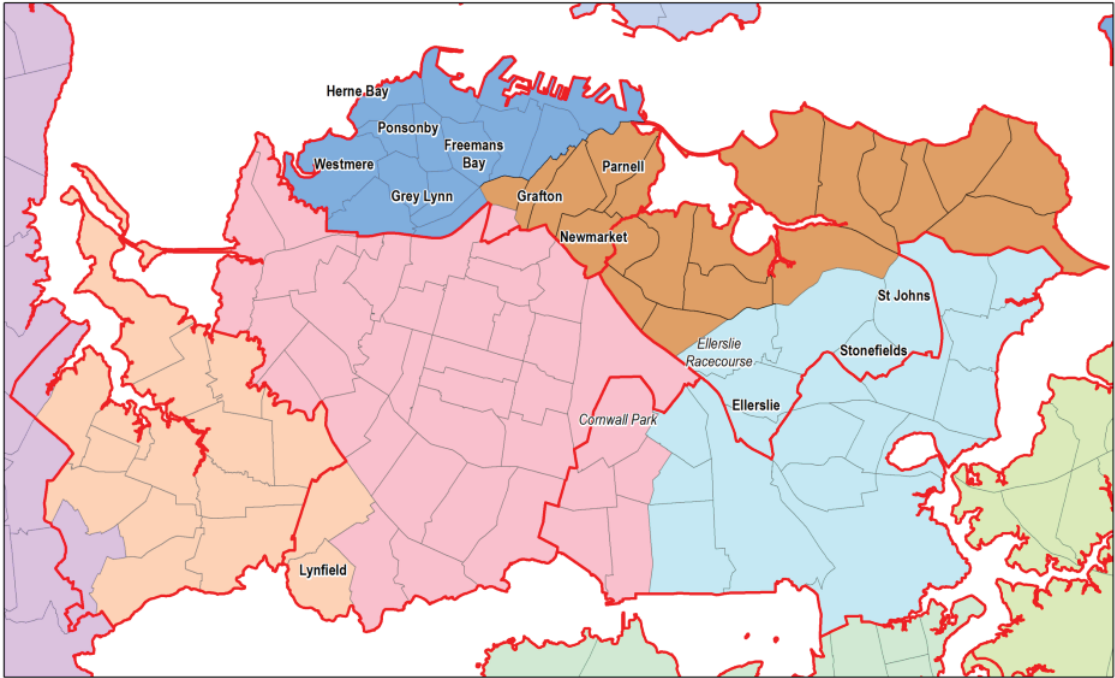 Herne Bay
Ponsonby
Freemans
Bay
Westmere
Parnell
Grey Lynn
Grafton
Newmarket
St Johns
Ellerslie
Racecourse
Stonefields
Ellerslie
Cornwall Park
Lynfield